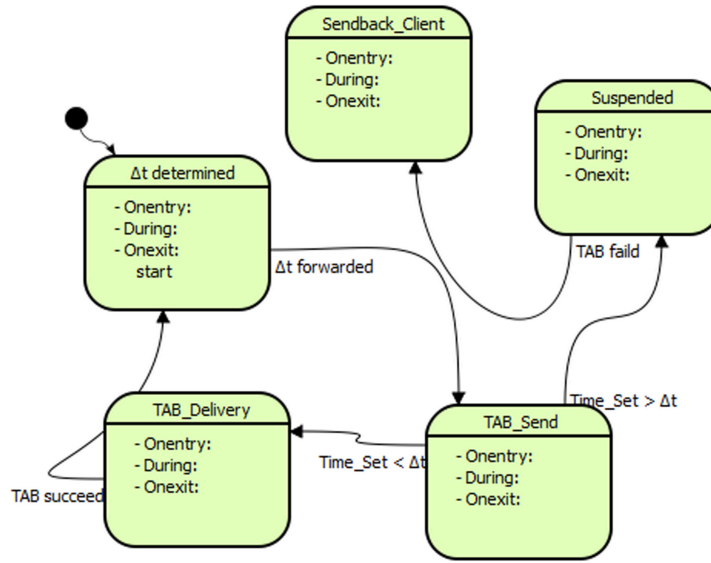 Sendback_Client
- Onentry:
- During:
- Onexit:
Suspended
- Onentry:
- During:
- Onexit:
Δt determined
- Onentry:
- During:
- Onexit:
start
Δt forwarded
TAB faild
TAB_Delivery
- Onentry:
- During:
- Onexit:
TAB succeed
Time_Set < Δt
Time_Set > Δt
TAB_Send
- Onentry:
- During:
- Onexit: